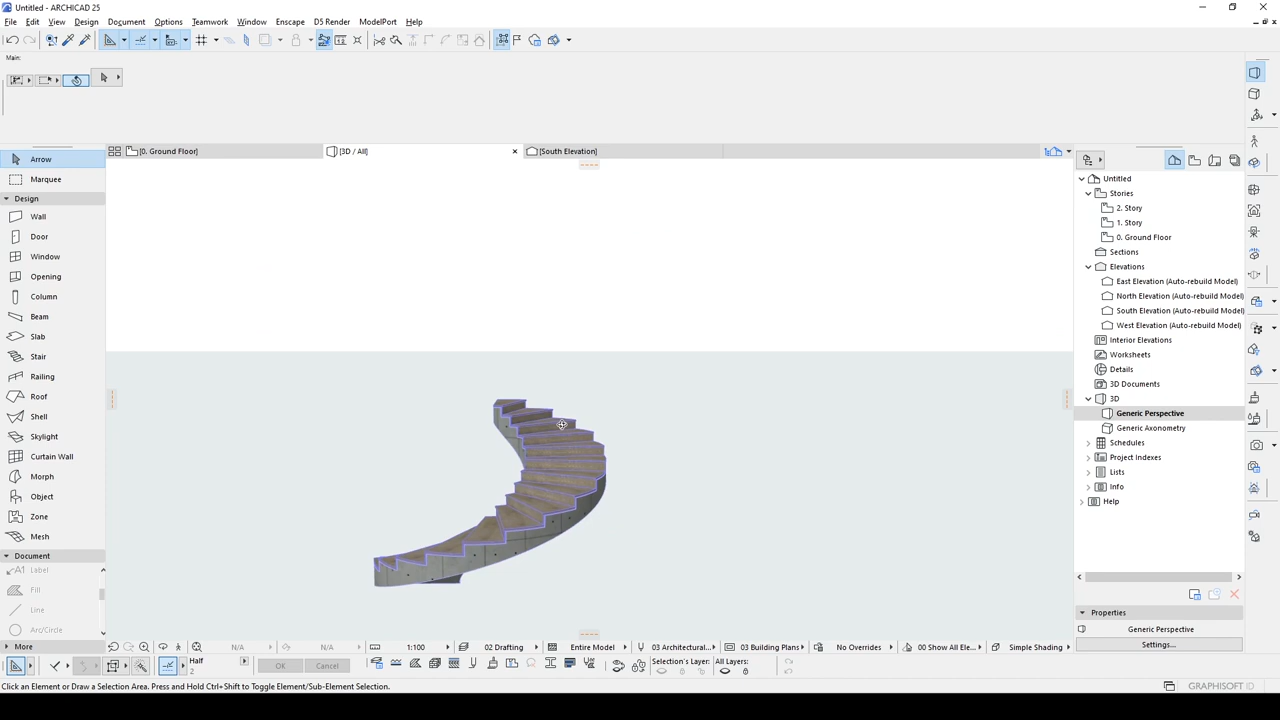 Untitled - ARCHICAD 25
File Edit View Design Document Options Teamwork Window Enscape D5 Render ModelPort Help
Main:
[0. Ground Floor]
[3D / All]
[South Elevation]
Arrow
Marquee
Design
Wall
Door
Window
Opening
Column
Beam
Slab
Stair
Railing
Roof
Shell
Skylight
Curtain Wall
Morph
Object
Zone
Mesh
Document
Label
Fill
Line
Arc/Circle
More
Untitled
Stories
2. Story
1. Story
0. Ground Floor
Sections
Elevations
East Elevation (Auto-rebuild Model)
North Elevation (Auto-rebuild Model)
South Elevation (Auto-rebuild Model)
West Elevation (Auto-rebuild Model)
Interior Elevations
Worksheets
Details
3D Documents
3D
Generic Perspective
Generic Axonometry
Schedules
Project Indexes
Lists
Info
Help
Properties
Generic Perspective
Settings...
N/A N/A 1:100 02 Drafting Entire Model 03 Architectural... 03 Building Plans No Overrides 00 Show All Ele... Simple Shading
Half
2
OK Cancel
Selection's Layer: All Layers:
Click an Element or Draw a Selection Area. Press and Hold Ctrl+Shift to Toggle Element/Sub-Element Selection.
GRAPHISOFT ID